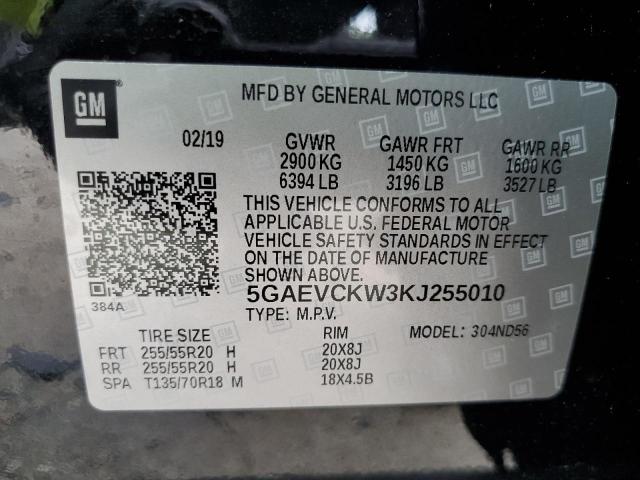 GM
MFD BY GENERAL MOTORS LLC
02/19 GVWR GAWR FRT GAWR RR
2900 KG 1450 KG 1600 KG
6394 LB 3196 LB 3527 LB
THIS VEHICLE CONFORMS TO ALL
APPLICABLE U.S. FEDERAL MOTOR
VEHICLE SAFETY STANDARDS IN EFFECT
ON THE DATE OF MANUFACTURE
SHOWN ABOVE.
384A
5GAEVCKW3KJ255010
TYPE: M.P.V.
TIRE SIZE RIM MODEL: 304ND56
FRT 255/55R20 H 20X8J
RR 255/55R20 H 20X8J
SPA T135/70R18 M 18X4.5B